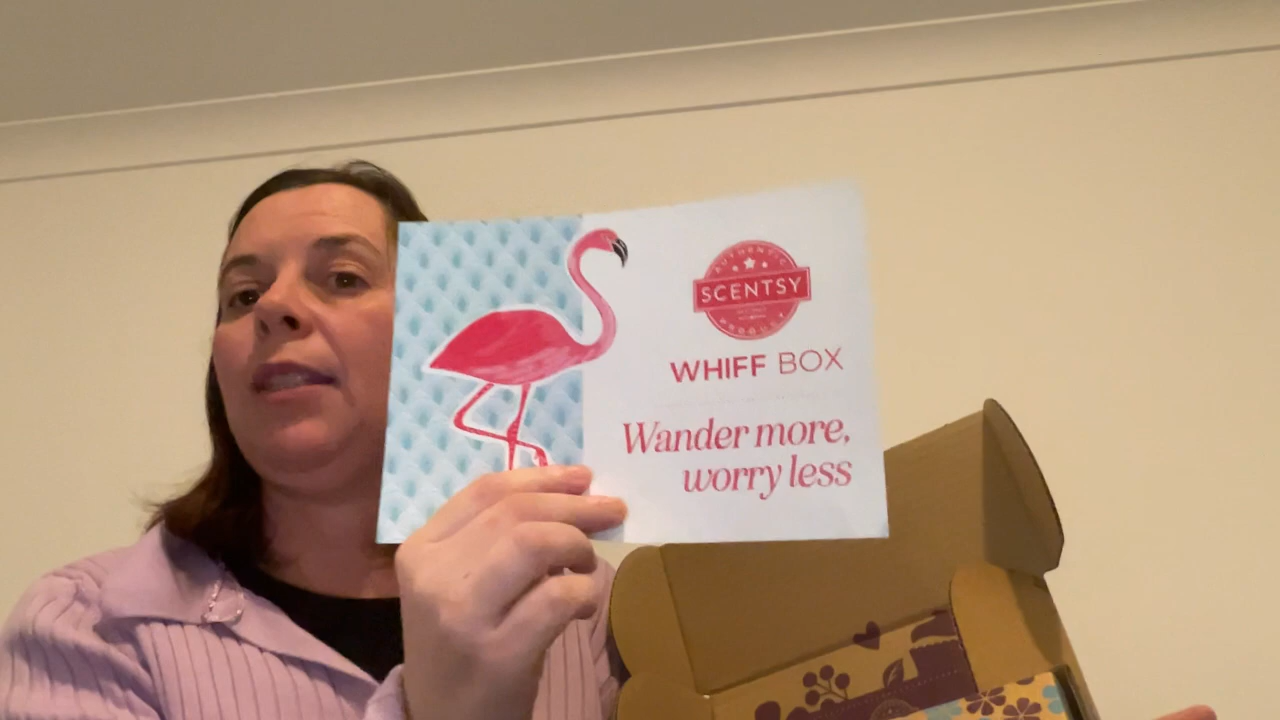 AUTHENTIC
SCENTSY
PRODUCT
WHIFF BOX
Wander more,
worry less